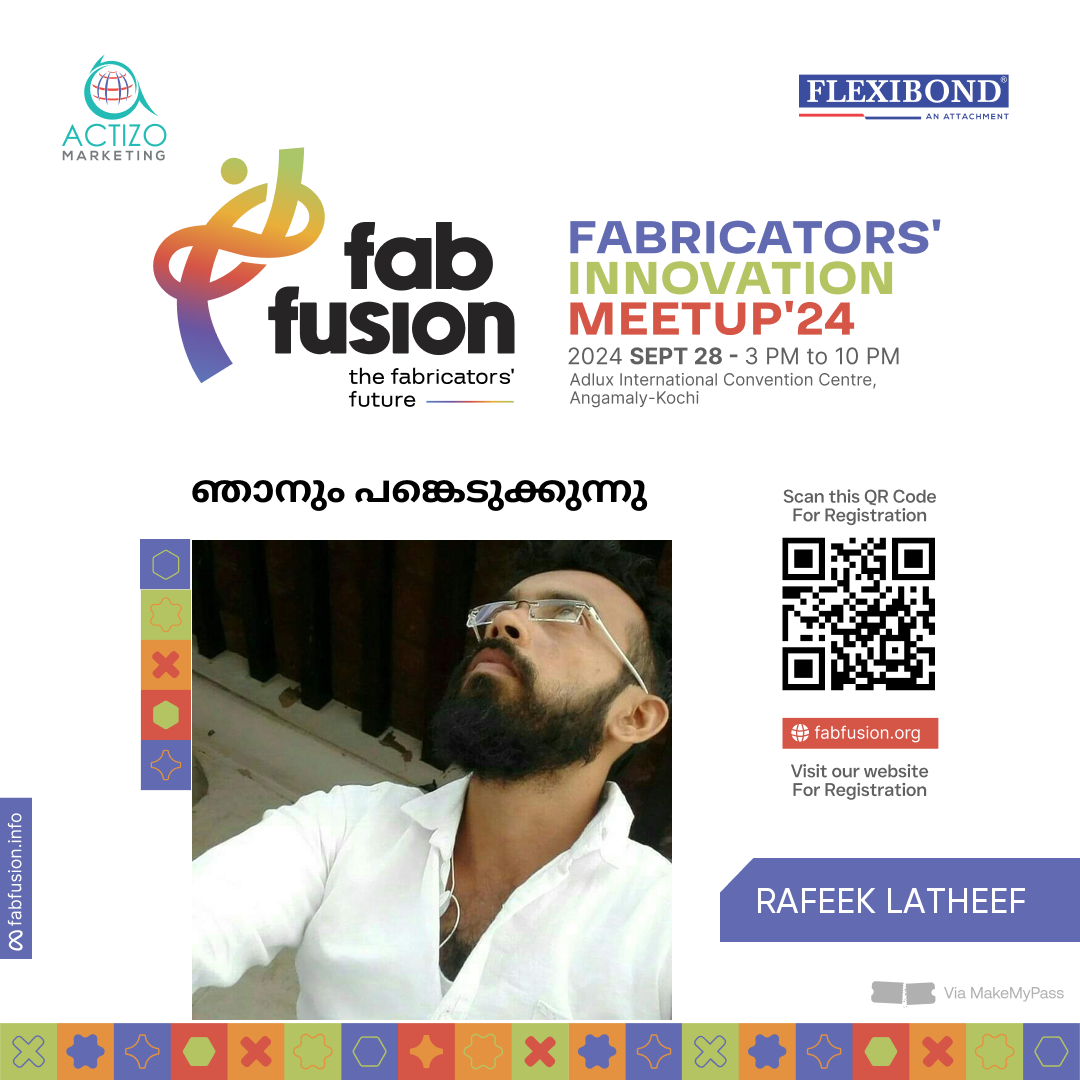 ACTIZO
MARKETING
FLEXIBOND®
AN ATTACHMENT
fab
fusion
the fabricators'
future
FABRICATORS'
INNOVATION
MEETUP'24
2024 SEPT 28 - 3 PM to 10 PM
Adlux International Convention Centre,
Angamaly-Kochi
ഞാനും പങ്കെടുക്കുന്നു
Scan this QR Code
For Registration
fabfusion.org
Visit our website
For Registration
fabfusion.info
RAFEEK LATHEEF
Via MakeMyPass